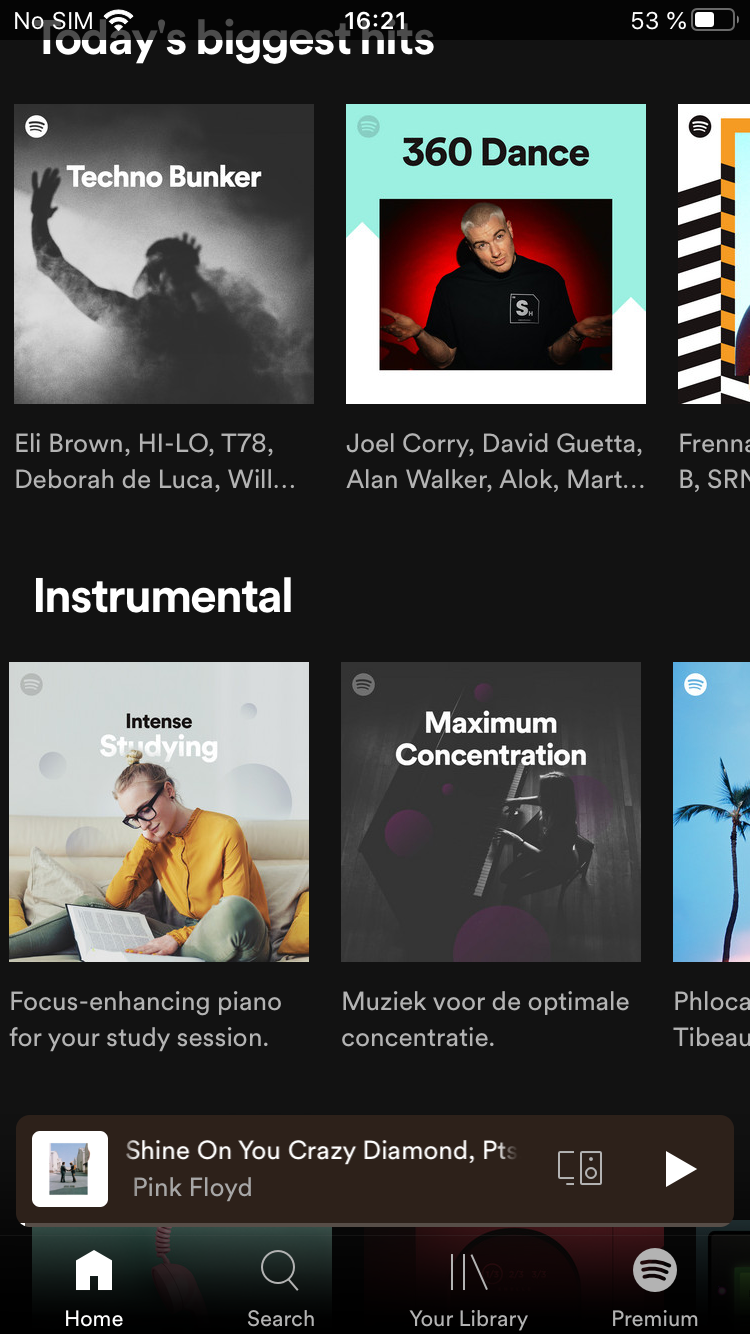 No SIM 16:21 53 %
Today's biggest hits
Techno Bunker
360 Dance
S
H
Eli Brown, HI-LO, T78,
Deborah de Luca, Will...
Joel Corry, David Guetta,
Alan Walker, Alok, Mart...
Frenna
B, SRN
Instrumental
Intense
Studying
Maximum
Concentration
Focus-enhancing piano
for your study session.
Muziek voor de optimale
concentratie.
Phloca
Tibeau
Shine On You Crazy Diamond, Pts
Pink Floyd
Home
Search
Your Library
Premium